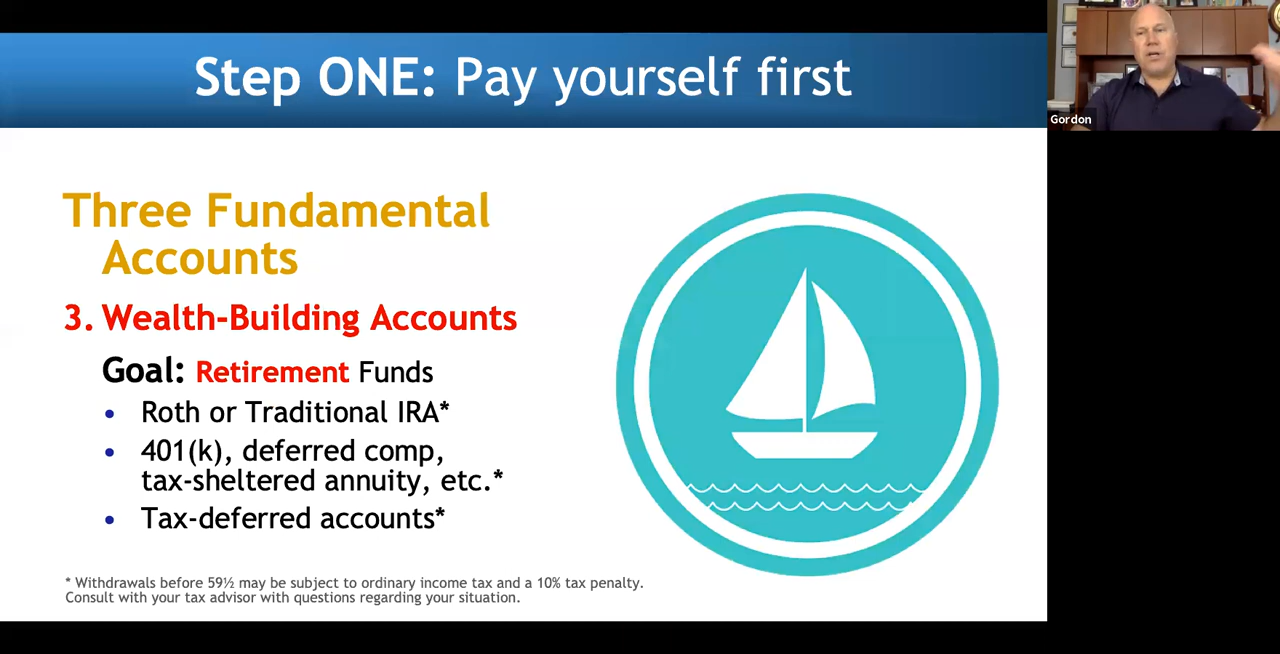 Step ONE: Pay yourself first
Gordon
Three Fundamental
Accounts
3. Wealth-Building Accounts
Goal: Retirement Funds
• Roth or Traditional IRA*
• 401(k), deferred comp,
tax-sheltered annuity, etc.*
• Tax-deferred accounts*
* Withdrawals before 59½ may be subject to ordinary income tax and a 10% tax penalty.
Consult with your tax advisor with questions regarding your situation.